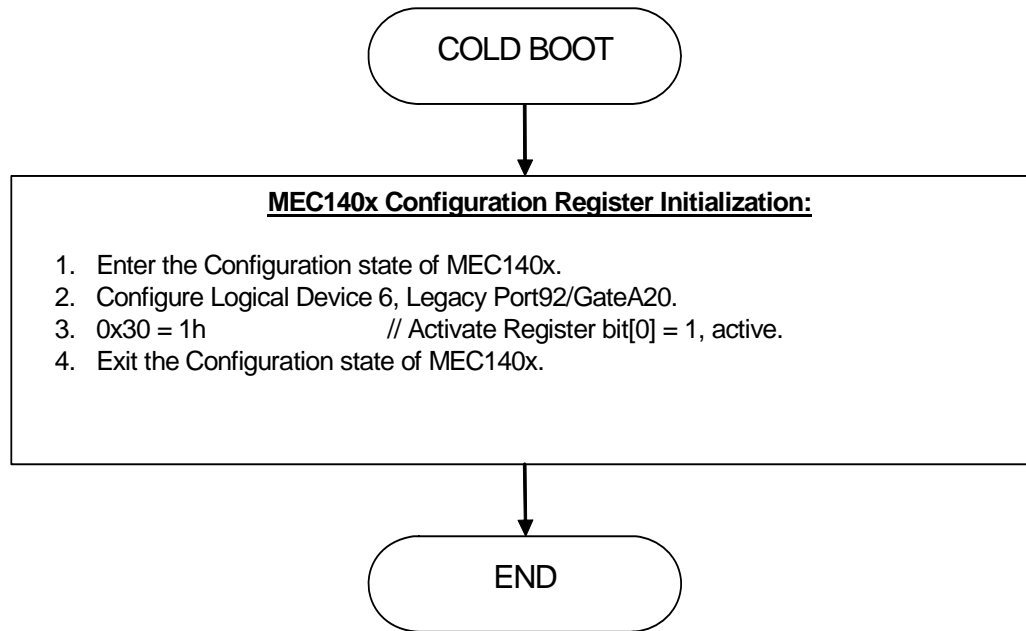 COLD BOOT
MEC140x Configuration Register Initialization:
1. Enter the Configuration state of MEC140x.
2. Configure Logical Device 6, Legacy Port92/GateA20.
3. 0x30 = 1h // Activate Register bit[0] = 1, active.
4. Exit the Configuration state of MEC140x.
END